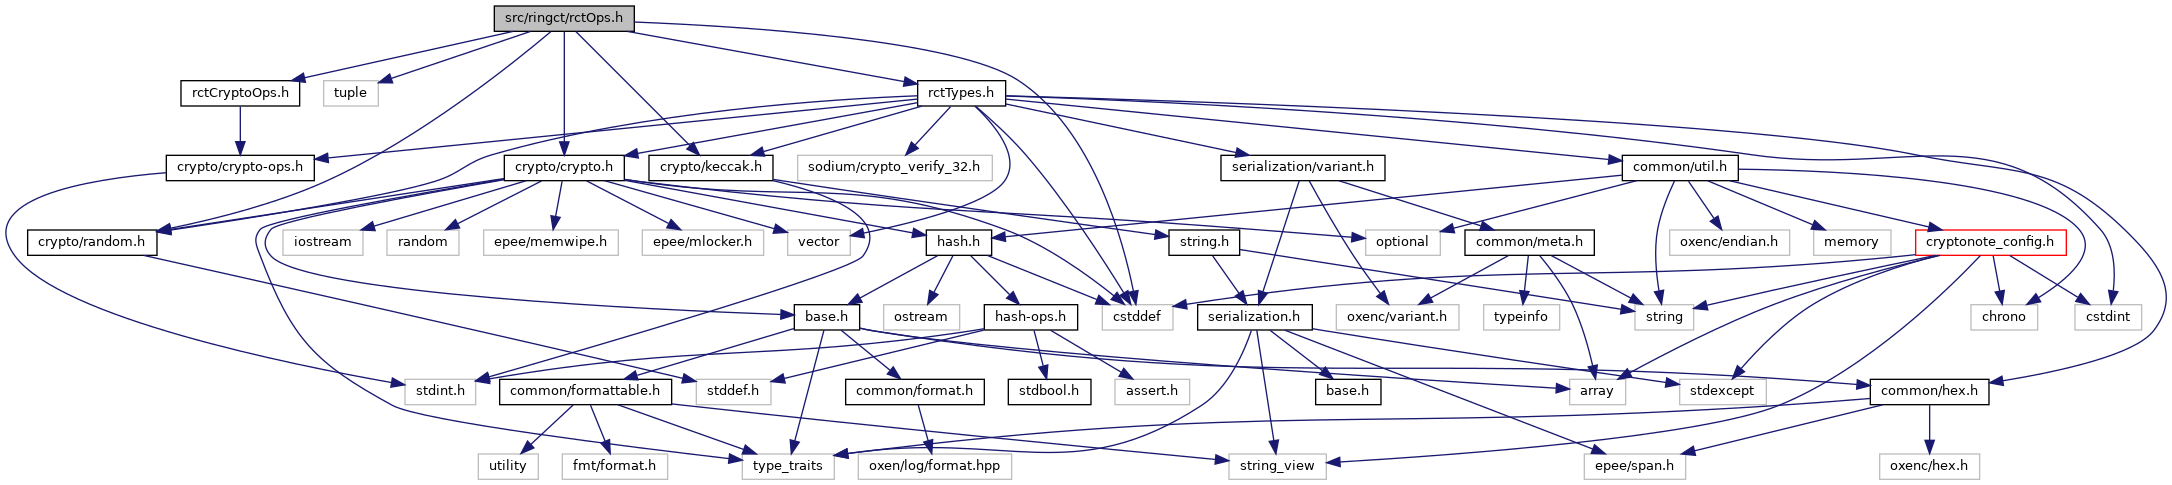 src/ringct/rctOps.h
rctCryptoOps.h
tuple
rctTypes.h
crypto/crypto-ops.h
crypto/crypto.h
crypto/keccak.h
sodium/crypto_verify_32.h
serialization/variant.h
common/util.h
crypto/random.h
iostream
random
epee/memwipe.h
epee/mlocker.h
vector
hash.h
string.h
optional
common/meta.h
oxenc/endian.h
memory
cryptonote_config.h
base.h
ostream
hash-ops.h
cstddef
serialization.h
oxenc/variant.h
typeinfo
string
chrono
cstdint
stdint.h
common/formattable.h
stddef.h
common/format.h
stdbool.h
assert.h
base.h
array
stdexcept
common/hex.h
utility
fmt/format.h
type_traits
oxen/log/format.hpp
string_view
epee/span.h
oxenc/hex.h